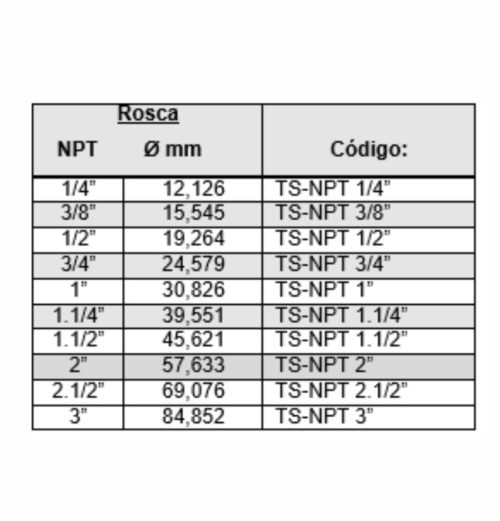 Rosca
NPT Ø mm Código:
1/4” 12,126 TS-NPT 1/4”
3/8” 15,545 TS-NPT 3/8”
1/2” 19,264 TS-NPT 1/2”
3/4” 24,579 TS-NPT 3/4”
1” 30,826 TS-NPT 1”
1.1/4” 39,551 TS-NPT 1.1/4”
1.1/2” 45,621 TS-NPT 1.1/2”
2” 57,633 TS-NPT 2”
2.1/2” 69,076 TS-NPT 2.1/2”
3” 84,852 TS-NPT 3”